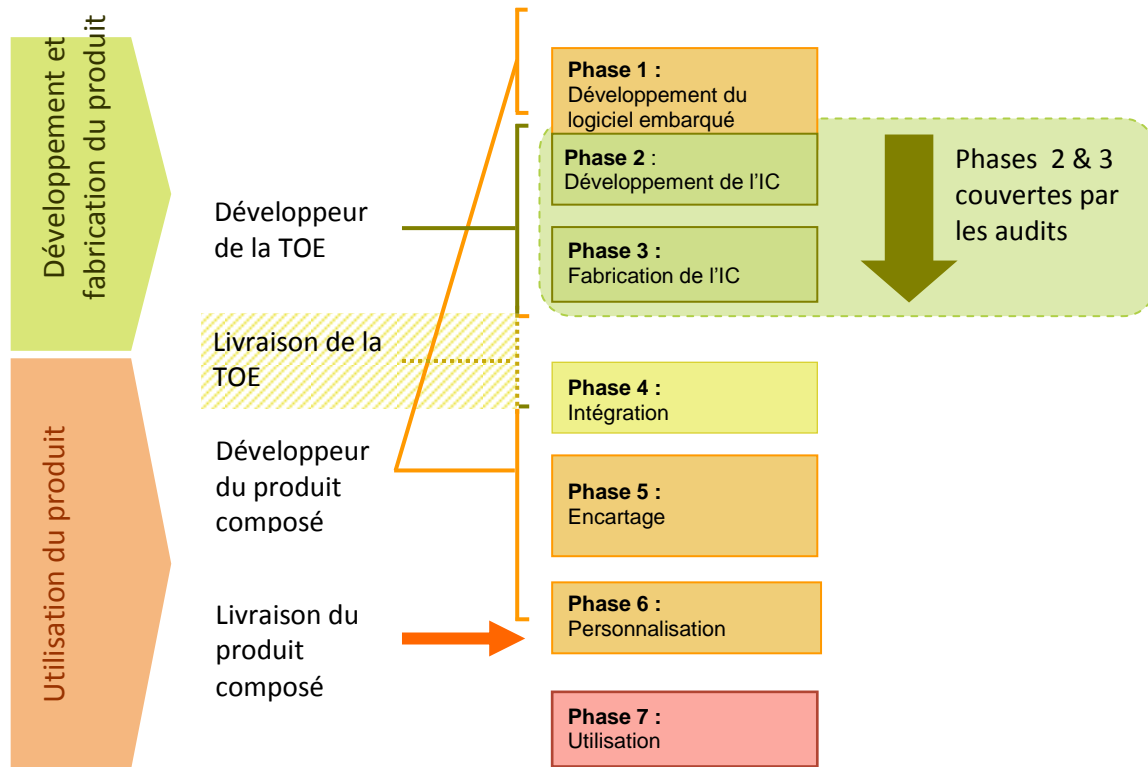 Développement et
fabrication du produit
Utilisation du produit
Développeur
de la TOE
Livraison de la
TOE
Développeur
du produit
composé
Livraison du
produit
composé
Phase 1 :
Développement du
logiciel embarqué
Phase 2 :
Développement de l'IC
Phase 3 :
Fabrication de l'IC
Phases 2 & 3
couvertes par
les audits
Phase 4 :
Intégration
Phase 5 :
Encartage
Phase 6 :
Personnalisation
Phase 7 :
Utilisation